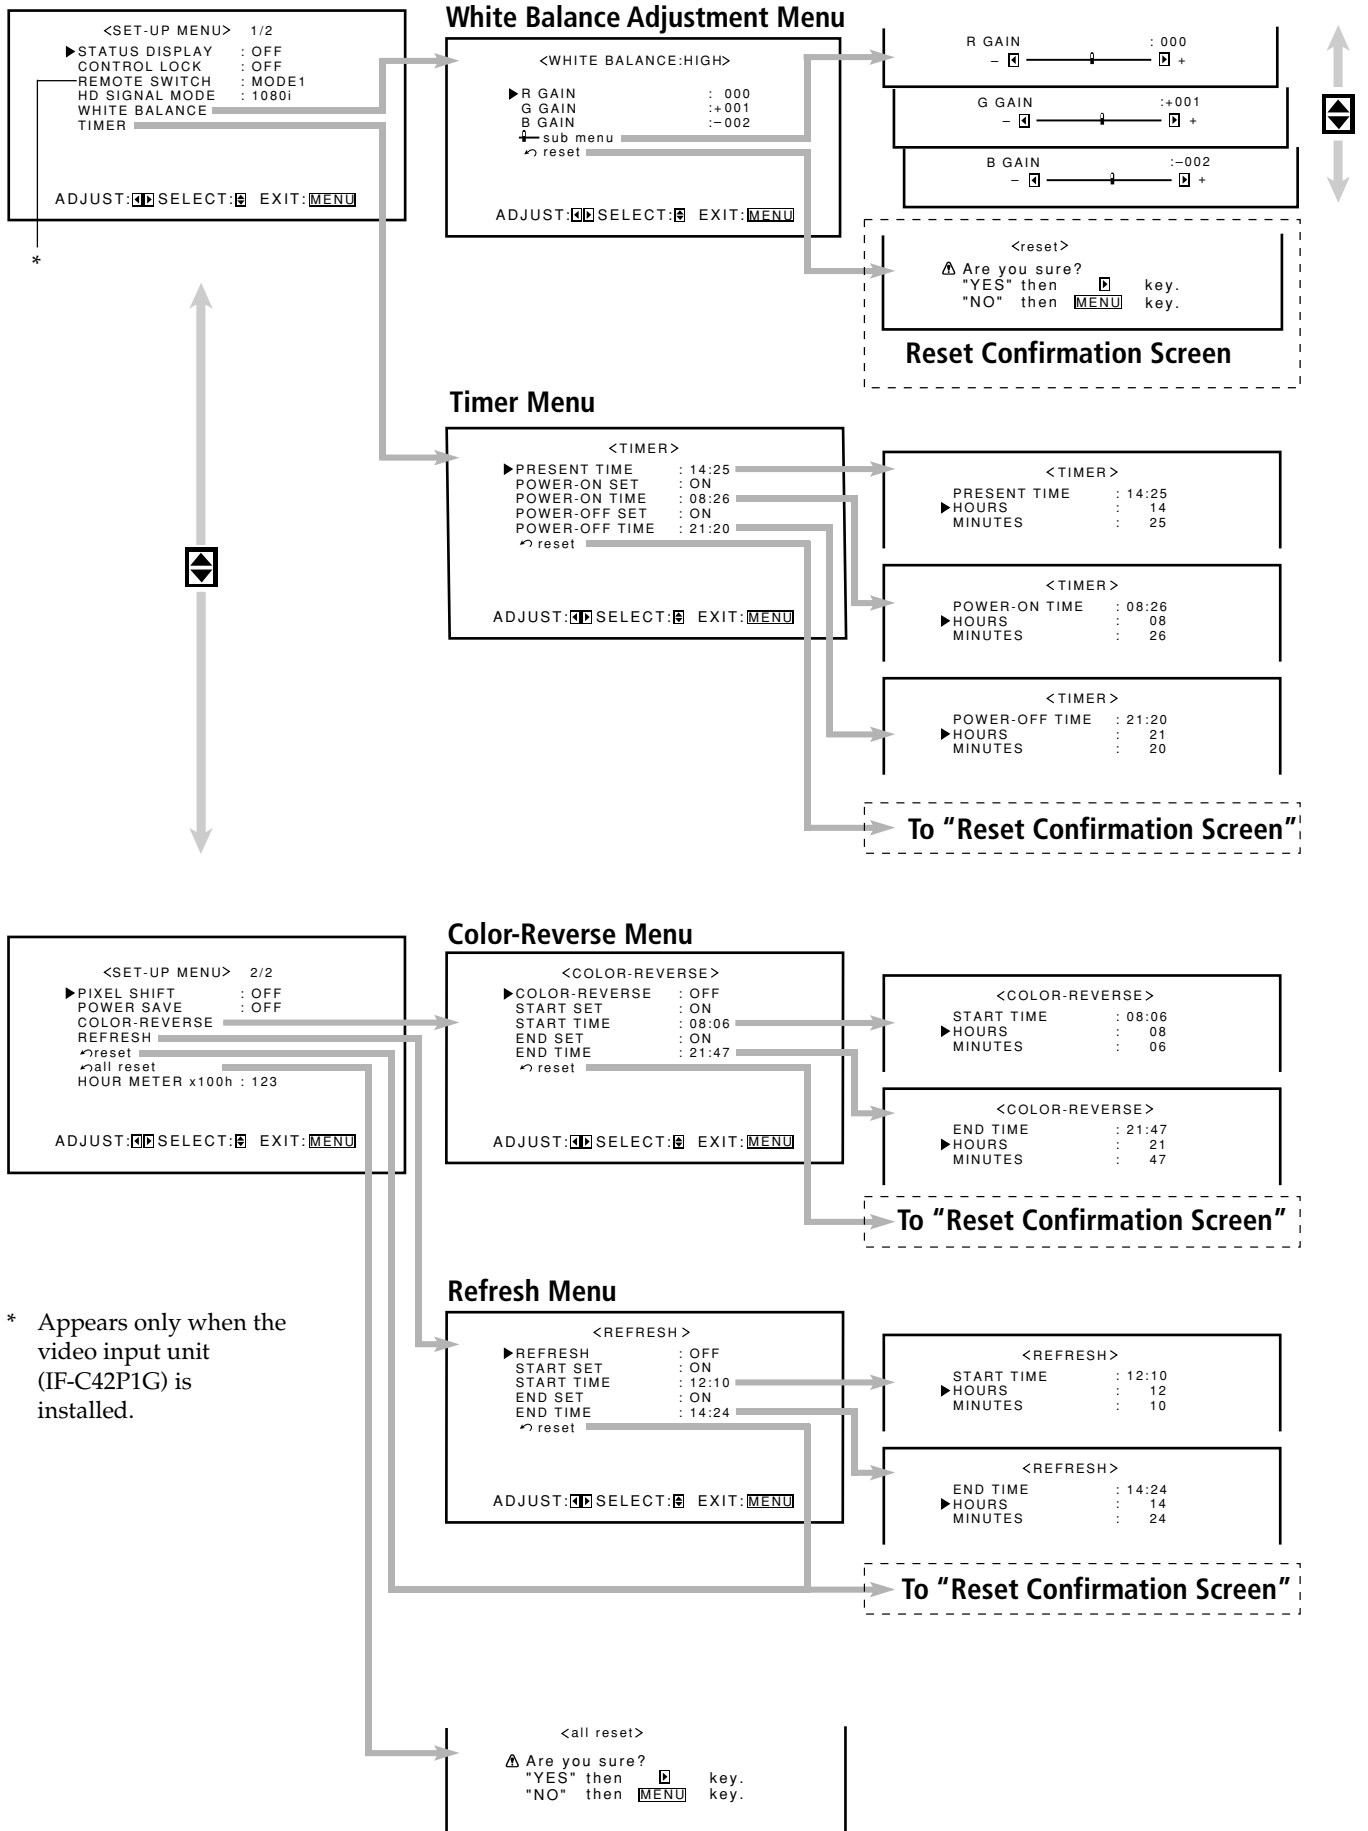 <SET-UP MENU> 1/2
▶STATUS DISPLAY : OFF
CONTROL LOCK : OFF
REMOTE SWITCH : MODE1
HD SIGNAL MODE : 1080i
WHITE BALANCE
TIMER
ADJUST:◀▶ SELECT:◆ EXIT:MENU
*
White Balance Adjustment Menu
<WHITE BALANCE:HIGH>
▶R GAIN : 000
G GAIN :+001
B GAIN :−002
sub menu
↶ reset
ADJUST:◀▶ SELECT:◆ EXIT:MENU
R GAIN : 000
− ◀ ▶ +
G GAIN :+001
− ◀ ▶ +
B GAIN :−002
− ◀ ▶ +
<reset>
⚠ Are you sure?
"YES" then ▶ key.
"NO" then MENU key.
Reset Confirmation Screen
Timer Menu
<TIMER>
▶PRESENT TIME : 14:25
POWER-ON SET : ON
POWER-ON TIME : 08:26
POWER-OFF SET : ON
POWER-OFF TIME : 21:20
↶ reset
ADJUST:◀▶ SELECT:◆ EXIT:MENU
<TIMER>
PRESENT TIME : 14:25
▶HOURS : 14
MINUTES : 25
<TIMER>
POWER-ON TIME : 08:26
▶HOURS : 08
MINUTES : 26
<TIMER>
POWER-OFF TIME : 21:20
▶HOURS : 21
MINUTES : 20
To “Reset Confirmation Screen”
<SET-UP MENU> 2/2
▶PIXEL SHIFT : OFF
POWER SAVE : OFF
COLOR-REVERSE
REFRESH
↶reset
↶all reset
HOUR METER x100h : 123
ADJUST:◀▶ SELECT:◆ EXIT:MENU
Color-Reverse Menu
<COLOR-REVERSE>
▶COLOR-REVERSE : OFF
START SET : ON
START TIME : 08:06
END SET : ON
END TIME : 21:47
↶ reset
ADJUST:◀▶ SELECT:◆ EXIT:MENU
<COLOR-REVERSE>
START TIME : 08:06
▶HOURS : 08
MINUTES : 06
<COLOR-REVERSE>
END TIME : 21:47
▶HOURS : 21
MINUTES : 47
To “Reset Confirmation Screen”
* Appears only when the
video input unit
(IF-C42P1G) is
installed.
Refresh Menu
<REFRESH>
▶REFRESH : OFF
START SET : ON
START TIME : 12:10
END SET : ON
END TIME : 14:24
↶ reset
ADJUST:◀▶ SELECT:◆ EXIT:MENU
<REFRESH>
START TIME : 12:10
▶HOURS : 12
MINUTES : 10
<REFRESH>
END TIME : 14:24
▶HOURS : 14
MINUTES : 24
To “Reset Confirmation Screen”
<all reset>
⚠ Are you sure?
"YES" then ▶ key.
"NO" then MENU key.